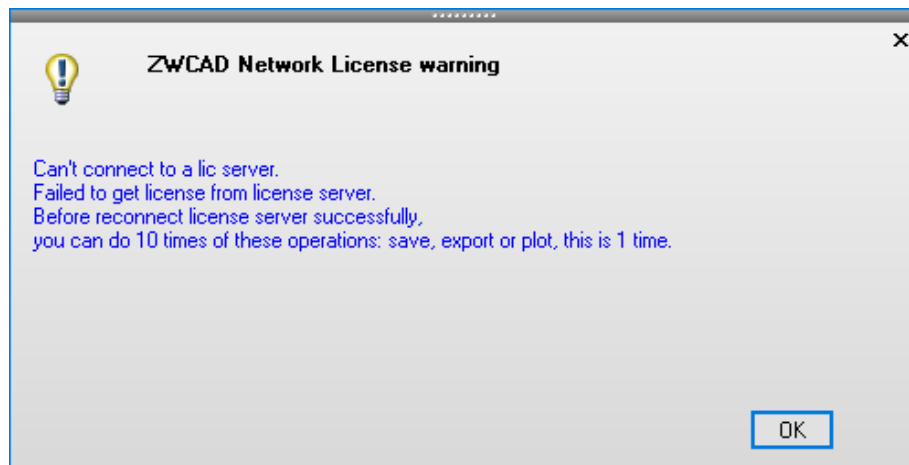 ZWCAD Network License warning
Can't connect to a lic server.
Failed to get license from license server.
Before reconnect license server successfully,
you can do 10 times of these operations: save, export or plot, this is 1 time.
OK